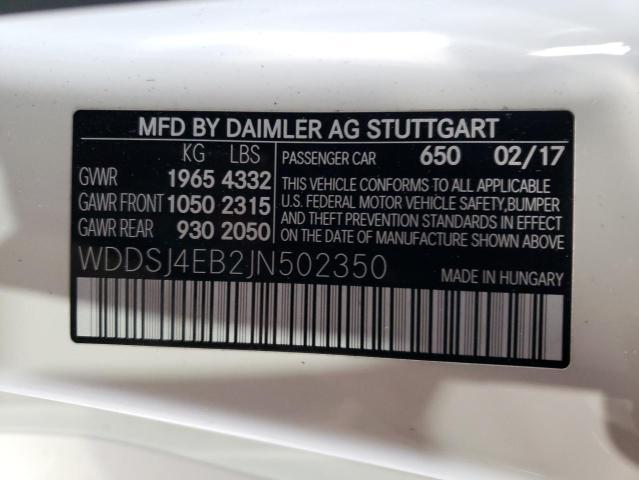 MFD BY DAIMLER AG STUTTGART
KG LBS
GWR 1965 4332
GAWR FRONT 1050 2315
GAWR REAR 930 2050
PASSENGER CAR 650 02/17
THIS VEHICLE CONFORMS TO ALL APPLICABLE
U.S. FEDERAL MOTOR VEHICLE SAFETY,BUMPER
AND THEFT PREVENTION STANDARDS IN EFFECT
ON THE DATE OF MANUFACTURE SHOWN ABOVE.
WDDSJ4EB2JN502350
MADE IN HUNGARY